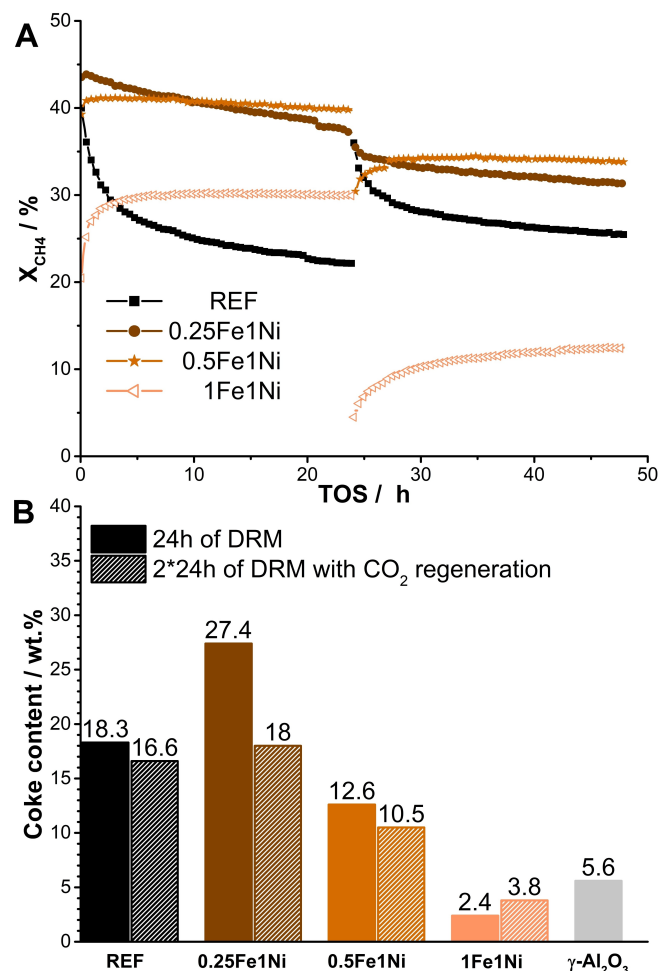 A
50
40
30
20
10
0
X_CH4 / %
REF
0.25Fe1Ni
0.5Fe1Ni
1Fe1Ni
0 10 20 30 40 50
TOS / h
B
40
35
30
25
20
15
10
5
0
Coke content / wt.%
24h of DRM
2*24h of DRM with CO₂ regeneration
18.3
16.6
27.4
18
12.6
10.5
2.4
3.8
5.6
REF 0.25Fe1Ni 0.5Fe1Ni 1Fe1Ni γ-Al₂O₃